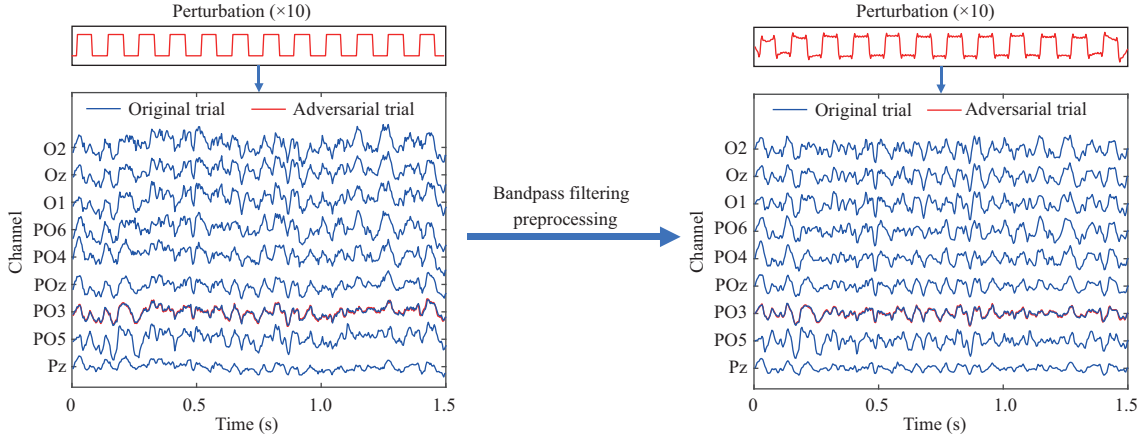 Perturbation (×10)
Original trial
Adversarial trial
Channel
O2
Oz
O1
PO6
PO4
POz
PO3
PO5
Pz
0
0.5
1.0
1.5
Time (s)
Bandpass filtering
preprocessing
Perturbation (×10)
Original trial
Adversarial trial
Channel
O2
Oz
O1
PO6
PO4
POz
PO3
PO5
Pz
0
0.5
1.0
1.5
Time (s)